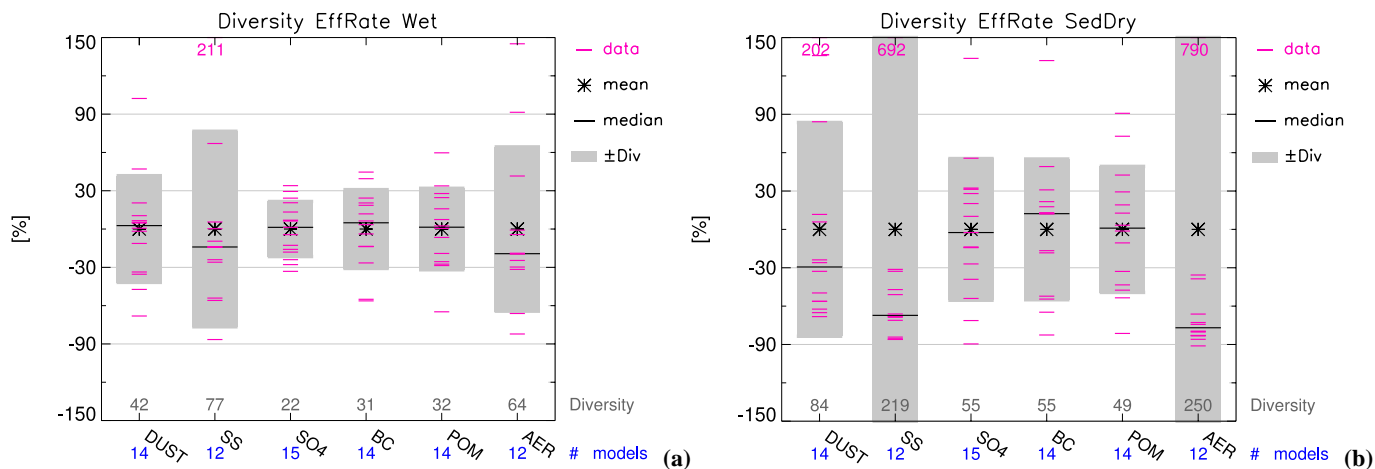 Diversity EffRate Wet
150
90
30
-30
-90
-150
[%]
211
data
mean
median
±Div
42 77 22 31 32 64 Diversity
DUST SS SO4 BC POM AER
14 12 15 14 14 12 # models
(a)
Diversity EffRate SedDry
150
90
30
-30
-90
-150
[%]
202 692 790
data
mean
median
±Div
84 219 55 55 49 250 Diversity
DUST SS SO4 BC POM AER
14 12 15 14 14 12 # models
(b)